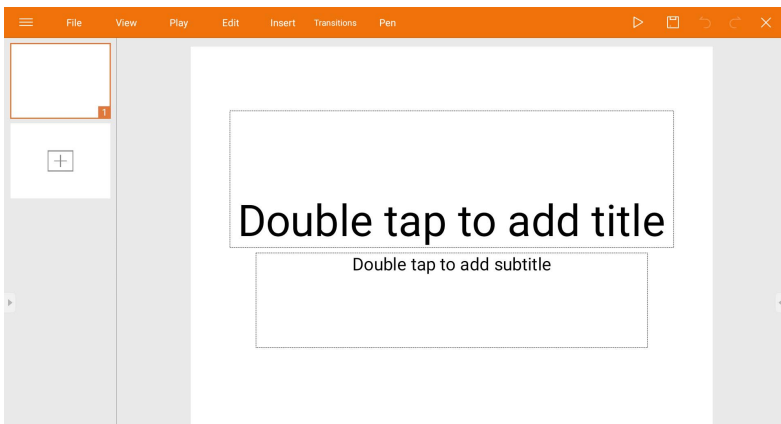 File View Play Edit Insert Transitions Pen
1
Double tap to add title
Double tap to add subtitle